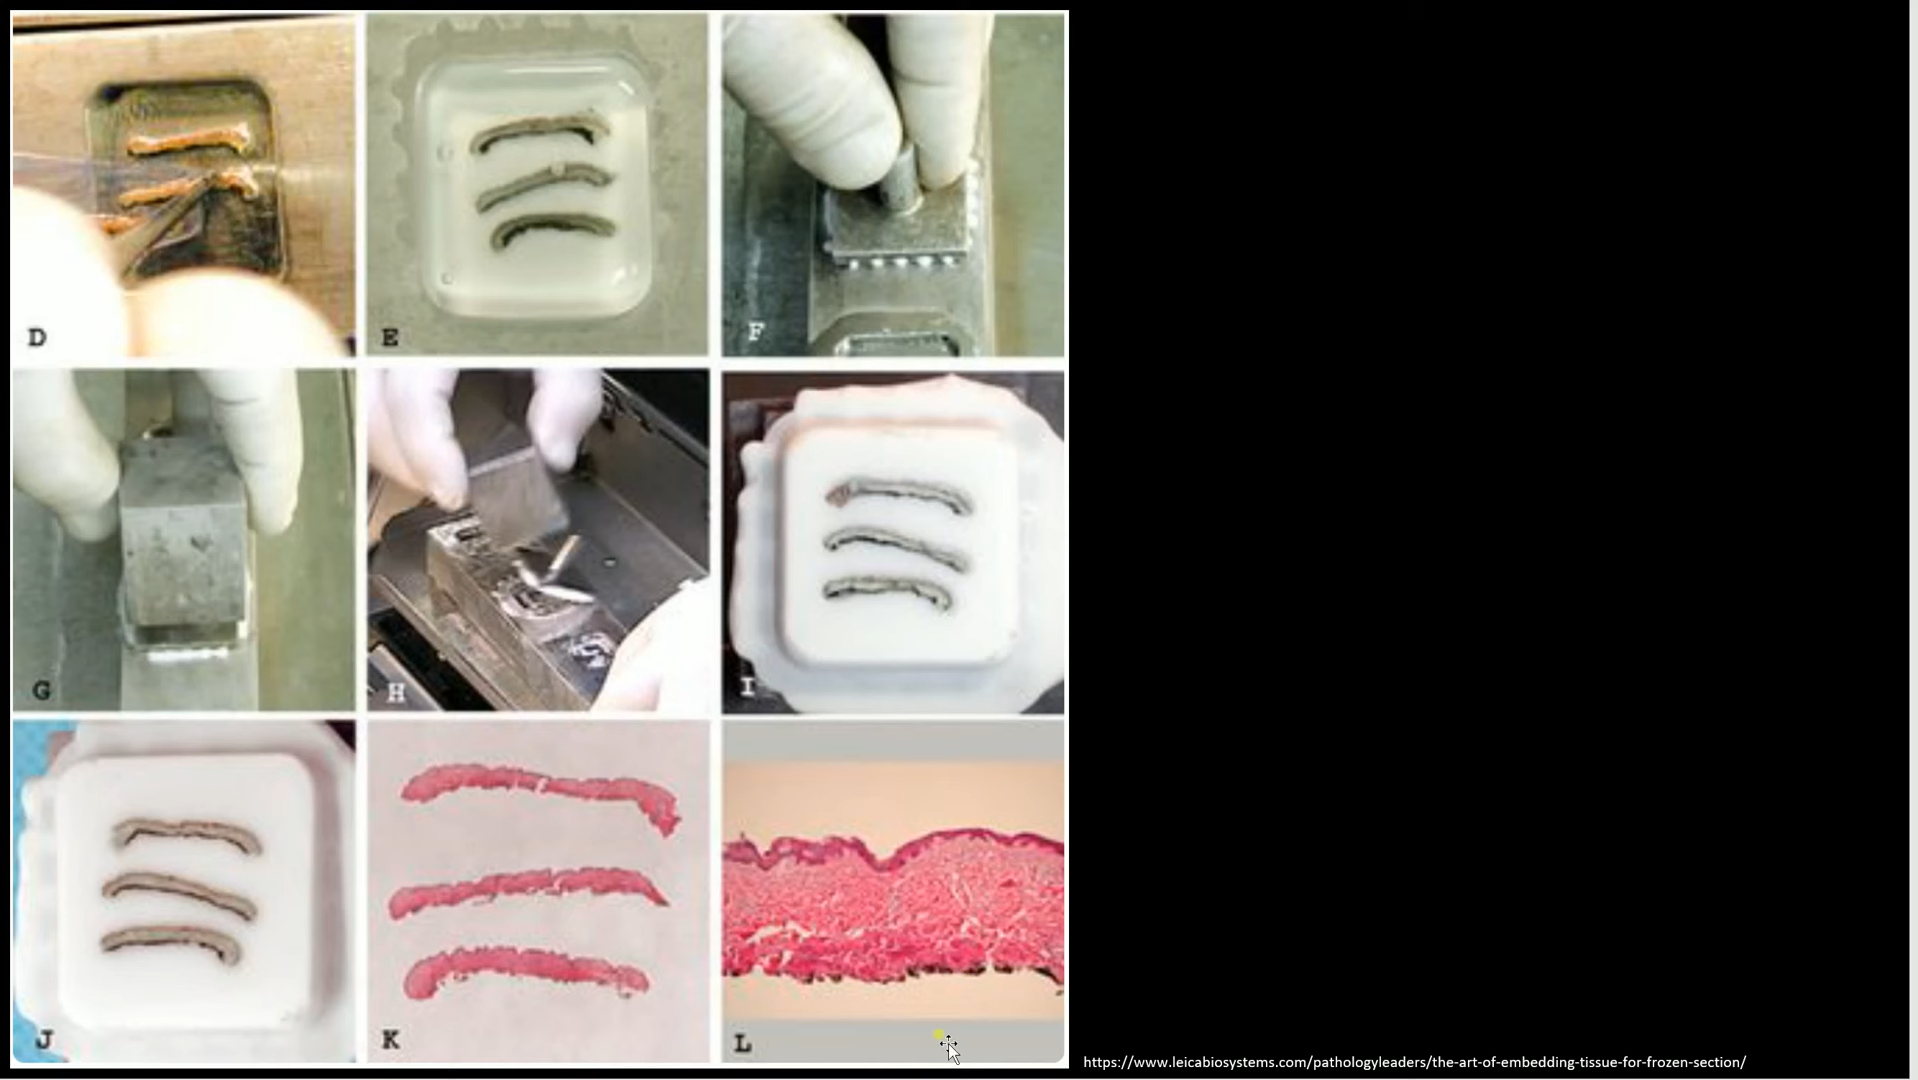 D
E
F
G
H
I
J
K
L
https://www.leicabiosystems.com/pathologyleaders/the-art-of-embedding-tissue-for-frozen-section/